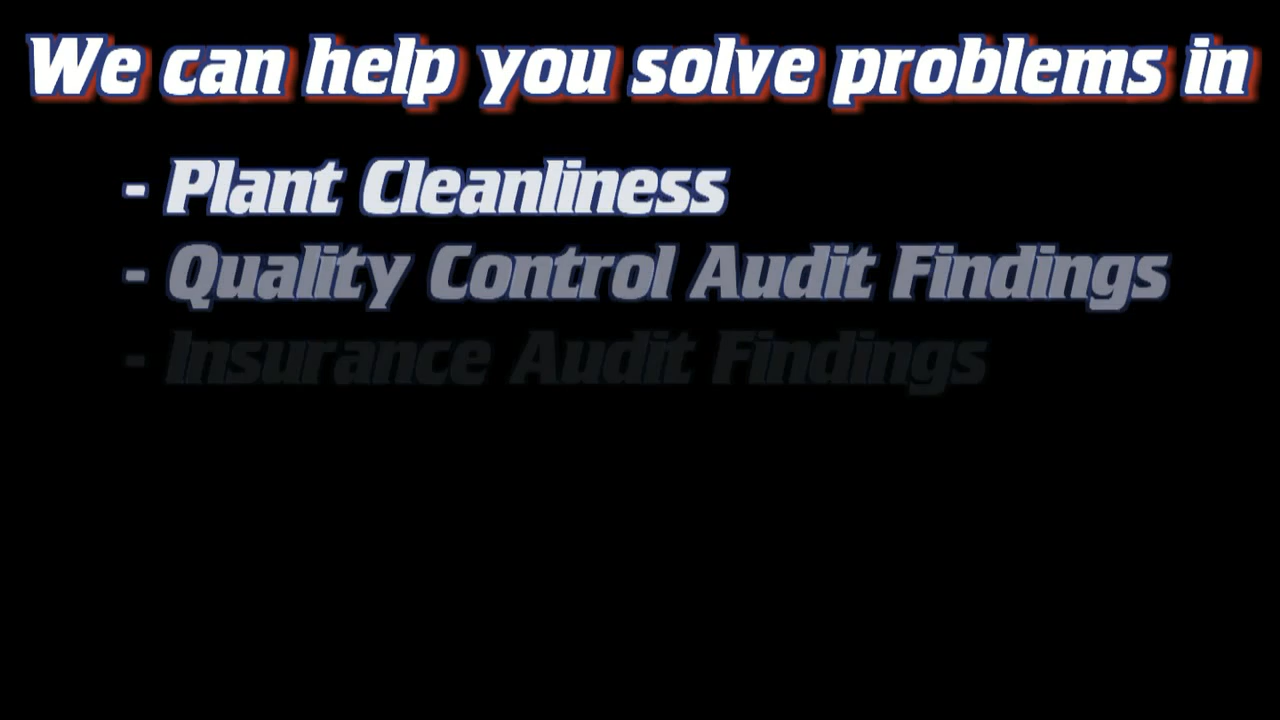 We can help you solve problems in
- Plant Cleanliness
- Quality Control Audit Findings
- Insurance Audit Findings